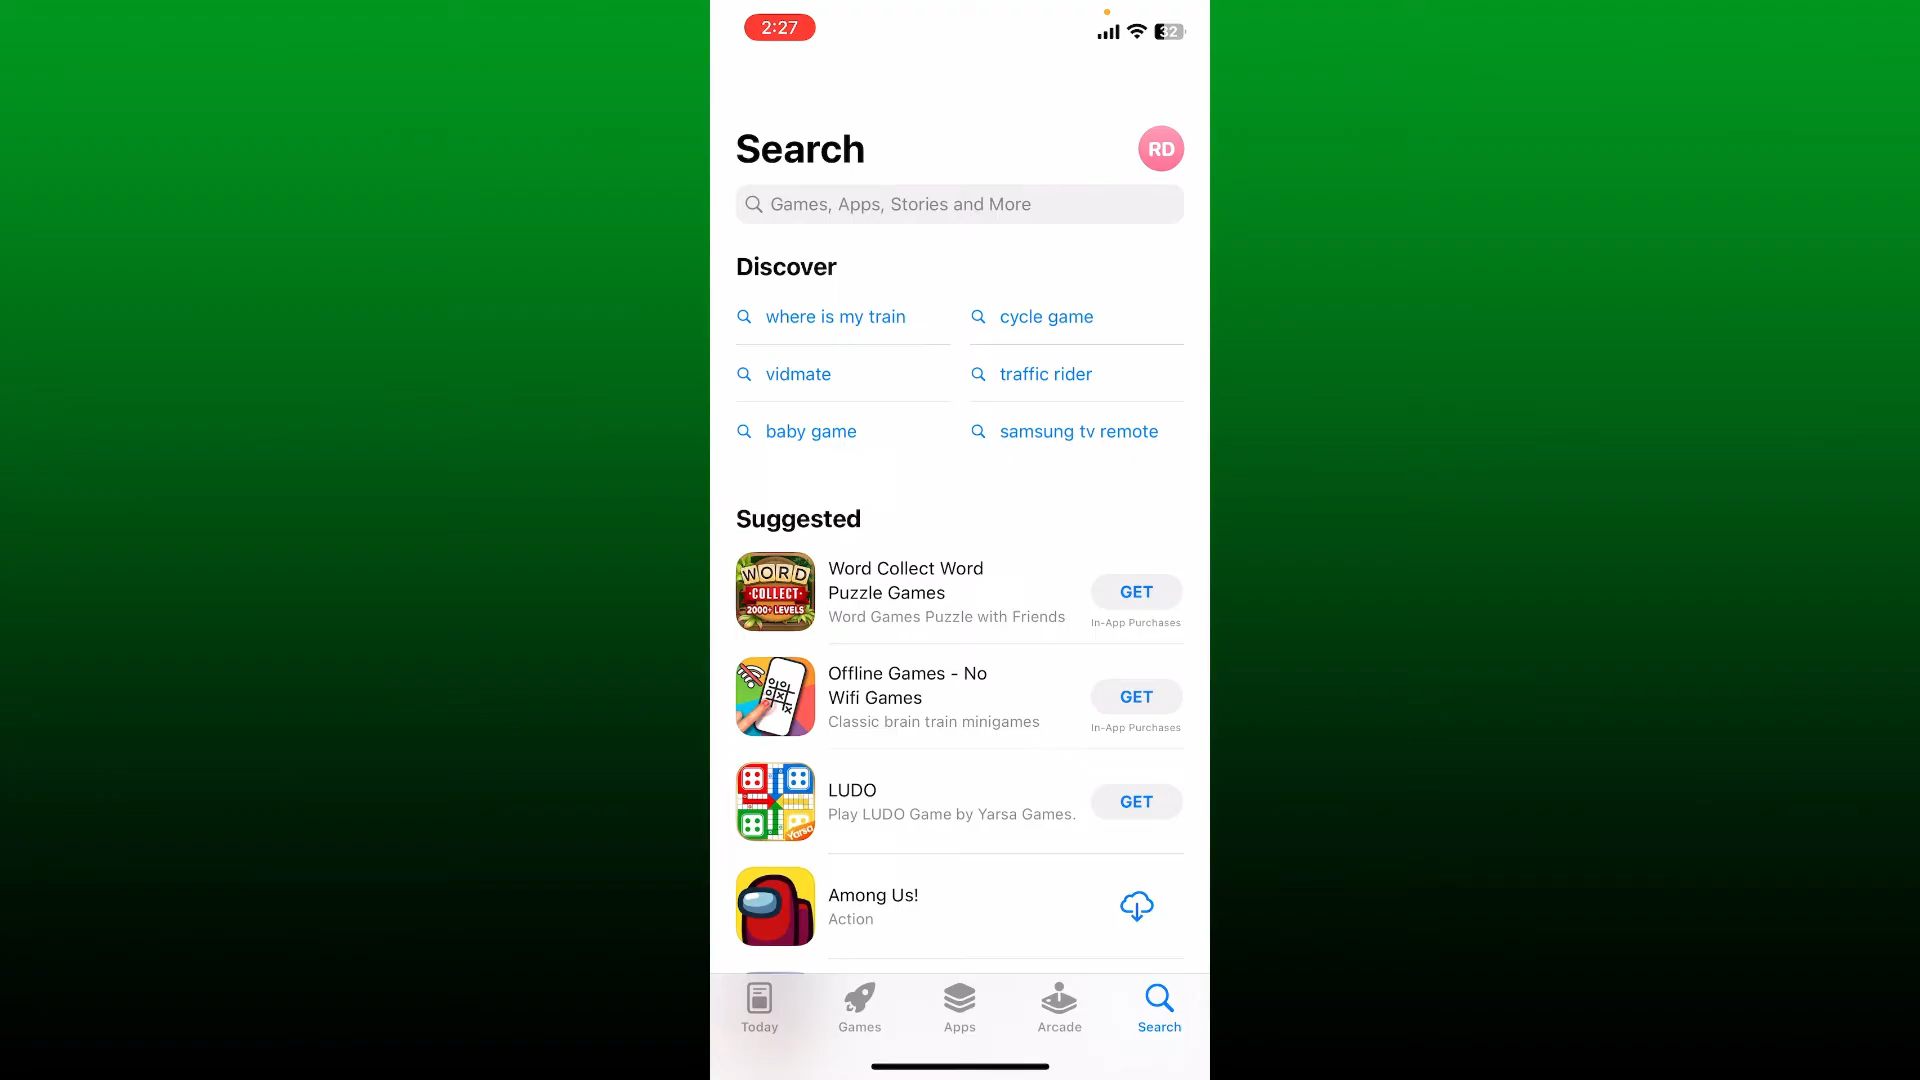 2:27
32
Search
RD
Games, Apps, Stories and More
Discover
where is my train
cycle game
vidmate
traffic rider
baby game
samsung tv remote
Suggested
WORD
COLLECT
2000+ LEVELS
Word Collect Word
Puzzle Games
Word Games Puzzle with Friends
GET
In-App Purchases
Offline Games - No
Wifi Games
Classic brain train minigames
GET
In-App Purchases
Yarsa
LUDO
Play LUDO Game by Yarsa Games.
GET
Among Us!
Action
Today
Games
Apps
Arcade
Search